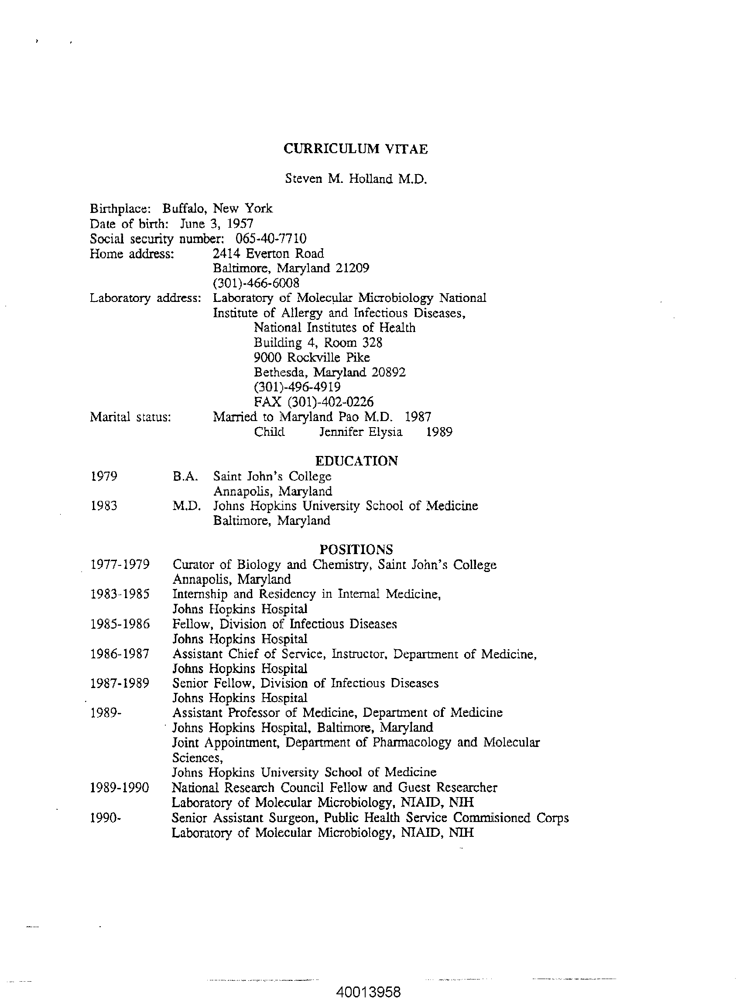 CURRICULUM VITAE
Steven M. Holland M.D.
Birthplace: Buffalo, New York
Date of birth: June 3, 1957
Social security number: 065-40-7710
Home address: 2414 Everton Road
Baltimore, Maryland 21209
(301)-466-6008
Laboratory address: Laboratory of Molecular Microbiology National
Institute of Allergy and Infectious Diseases,
National Institutes of Health
Building 4, Room 328
9000 Rockville Pike
Bethesda, Maryland 20892
(301)-496-4919
FAX (301)-402-0226
Marital status: Married to Maryland Pao M.D. 1987
Child Jennifer Elysia 1989
EDUCATION
1979 B.A. Saint John's College
Annapolis, Maryland
1983 M.D. Johns Hopkins University School of Medicine
Baltimore, Maryland
POSITIONS
1977-1979 Curator of Biology and Chemistry, Saint John's College
Annapolis, Maryland
1983-1985 Internship and Residency in Internal Medicine,
Johns Hopkins Hospital
1985-1986 Fellow, Division of Infectious Diseases
Johns Hopkins Hospital
1986-1987 Assistant Chief of Service, Instructor, Department of Medicine,
Johns Hopkins Hospital
1987-1989 Senior Fellow, Division of Infectious Diseases
Johns Hopkins Hospital
1989- Assistant Professor of Medicine, Department of Medicine
Johns Hopkins Hospital, Baltimore, Maryland
Joint Appointment, Department of Pharmacology and Molecular
Sciences,
Johns Hopkins University School of Medicine
1989-1990 National Research Council Fellow and Guest Researcher
Laboratory of Molecular Microbiology, NIAID, NIH
1990- Senior Assistant Surgeon, Public Health Service Commisioned Corps
Laboratory of Molecular Microbiology, NIAID, NIH
40013958